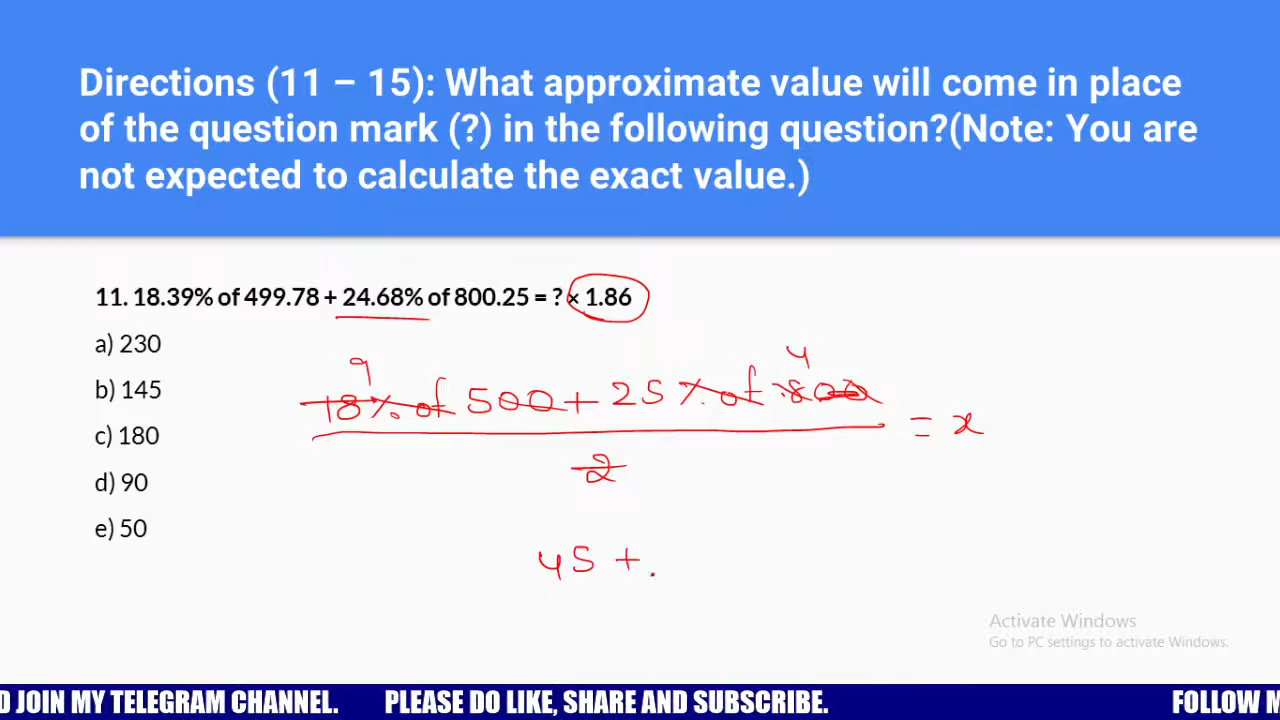 Directions (11 – 15): What approximate value will come in place
of the question mark (?) in the following question?(Note: You are
not expected to calculate the exact value.)
11. 18.39% of 499.78 + 24.68% of 800.25 = ? × 1.86
a) 230
b) 145
c) 180
d) 90
e) 50
9
4
18% of 500 + 25 % of 800
= x
2
45 +
Activate Windows
Go to PC settings to activate Windows.
O JOIN MY TELEGRAM CHANNEL. PLEASE DO LIKE, SHARE AND SUBSCRIBE. FOLLOW M